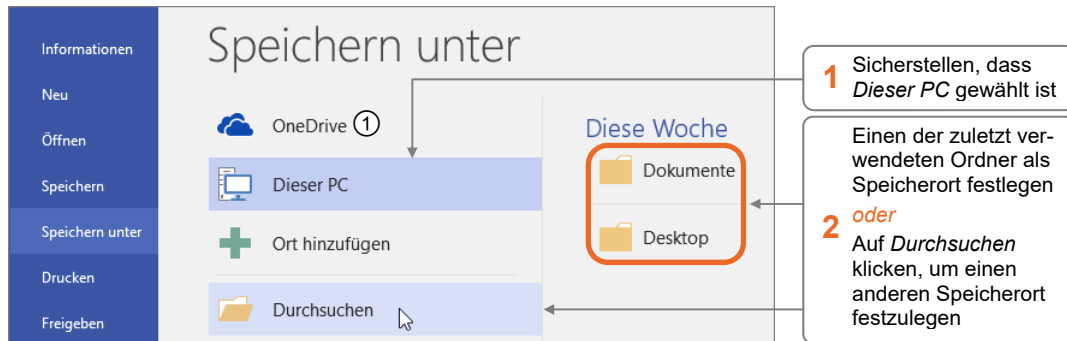 Informationen
Neu
Öffnen
Speichern
Speichern unter
Drucken
Freigeben
Speichern unter
OneDrive ①
Dieser PC
Ort hinzufügen
Durchsuchen
Diese Woche
Dokumente
Desktop
1 Sicherstellen, dass
Dieser PC gewählt ist
2
Einen der zuletzt ver-
wendeten Ordner als
Speicherort festlegen
oder
Auf Durchsuchen
klicken, um einen
anderen Speicherort
festzulegen